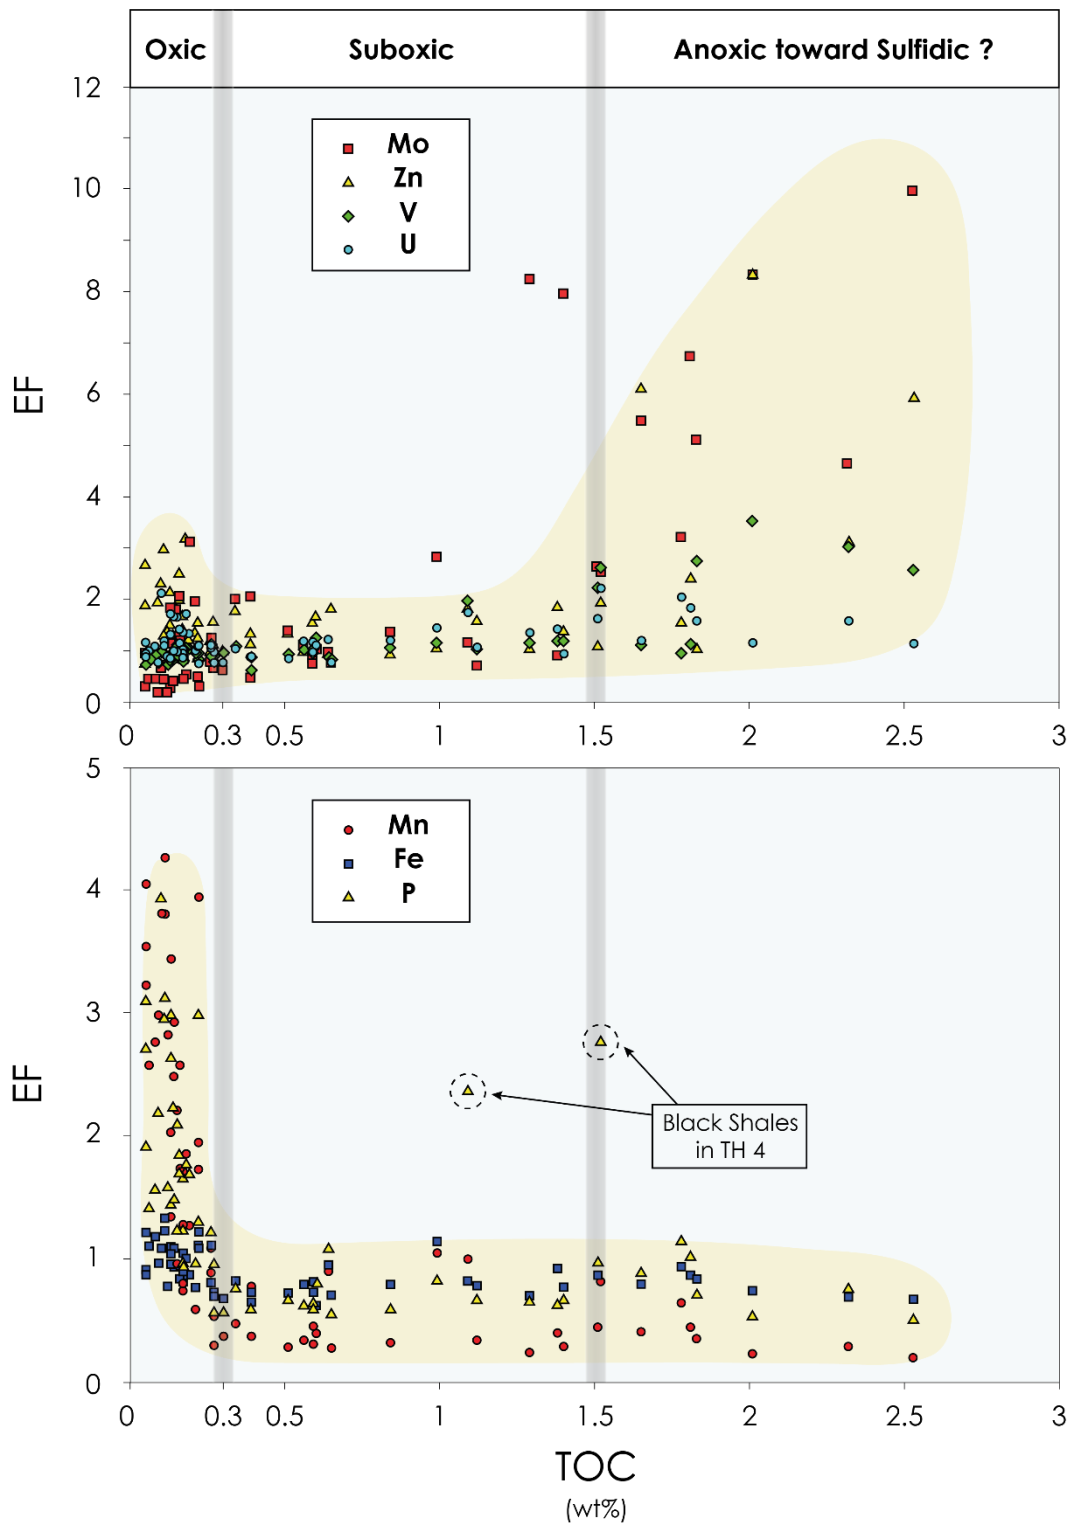 Oxic Suboxic Anoxic toward Sulfidic ?
12
10
8
6
4
2
0
EF
Mo
Zn
V
U
0 0.3 0.5 1 1.5 2 2.5 3
5
4
3
2
1
0
EF
Mn
Fe
P
Black Shales
in TH 4
0 0.3 0.5 1 1.5 2 2.5 3
TOC
(wt%)